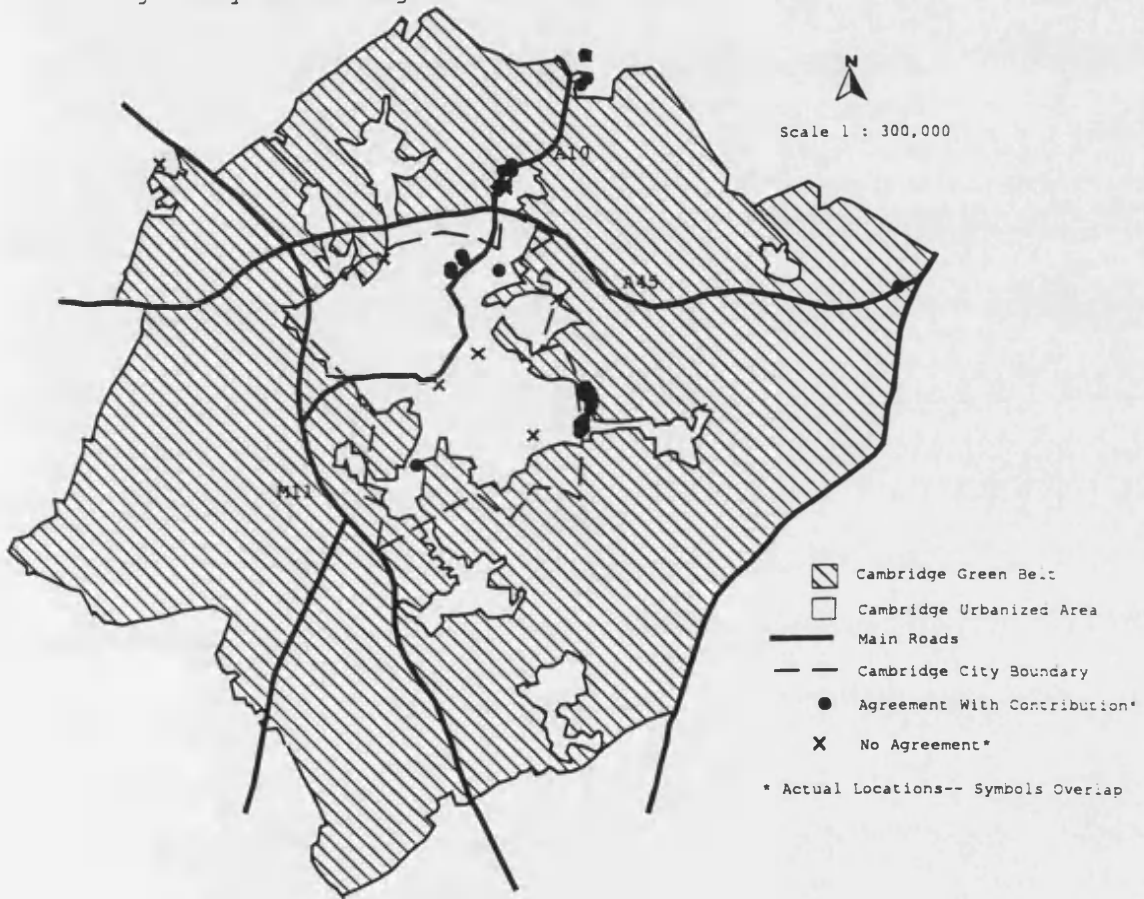 N
Scale 1 : 300,000
A10
A45
M11
Cambridge Green Belt
Cambridge Urbanized Area
Main Roads
Cambridge City Boundary
Agreement With Contribution*
No Agreement*
* Actual Locations-- Symbols Overlap